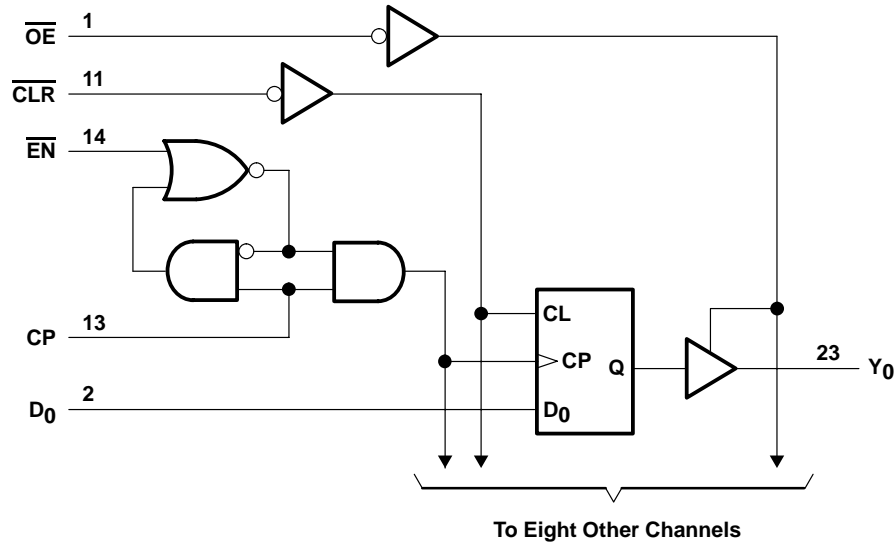 OE 1
CLR 11
EN 14
CP 13
D0 2
CL
CP
Q
D0
23 Y0
To Eight Other Channels